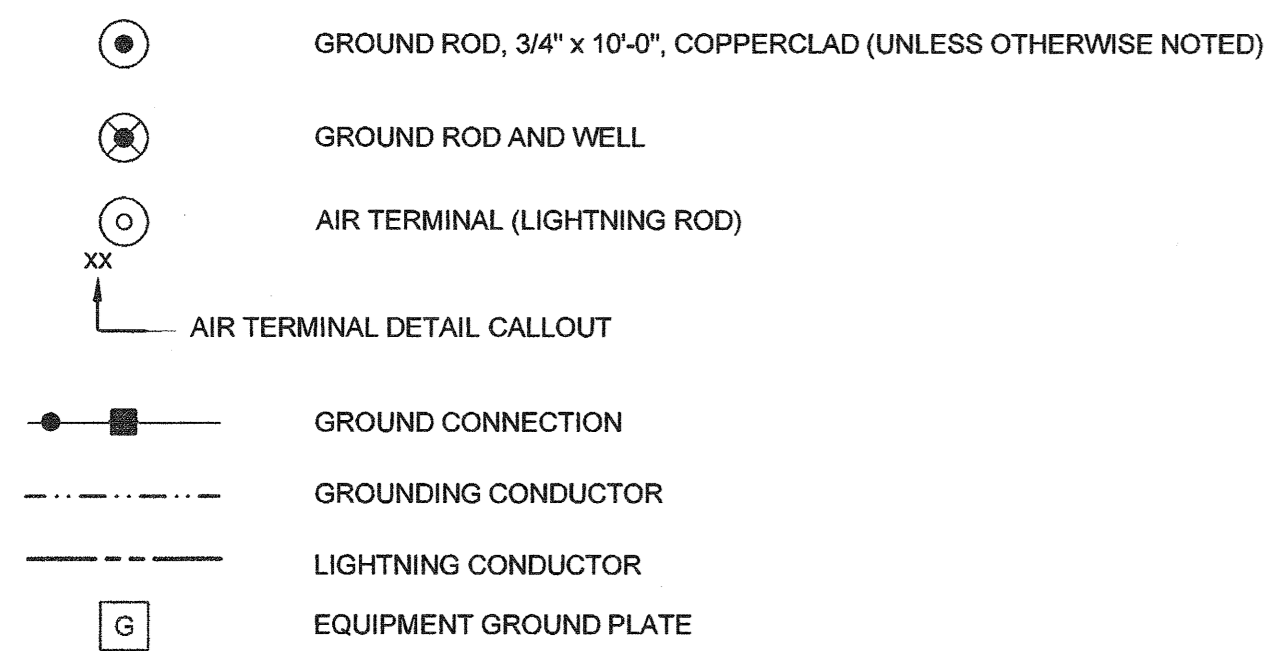 GROUND ROD, 3/4" x 10'-0", COPPERCLAD (UNLESS OTHERWISE NOTED)
GROUND ROD AND WELL
AIR TERMINAL (LIGHTNING ROD)
XX
AIR TERMINAL DETAIL CALLOUT
GROUND CONNECTION
GROUNDING CONDUCTOR
LIGHTNING CONDUCTOR
G EQUIPMENT GROUND PLATE